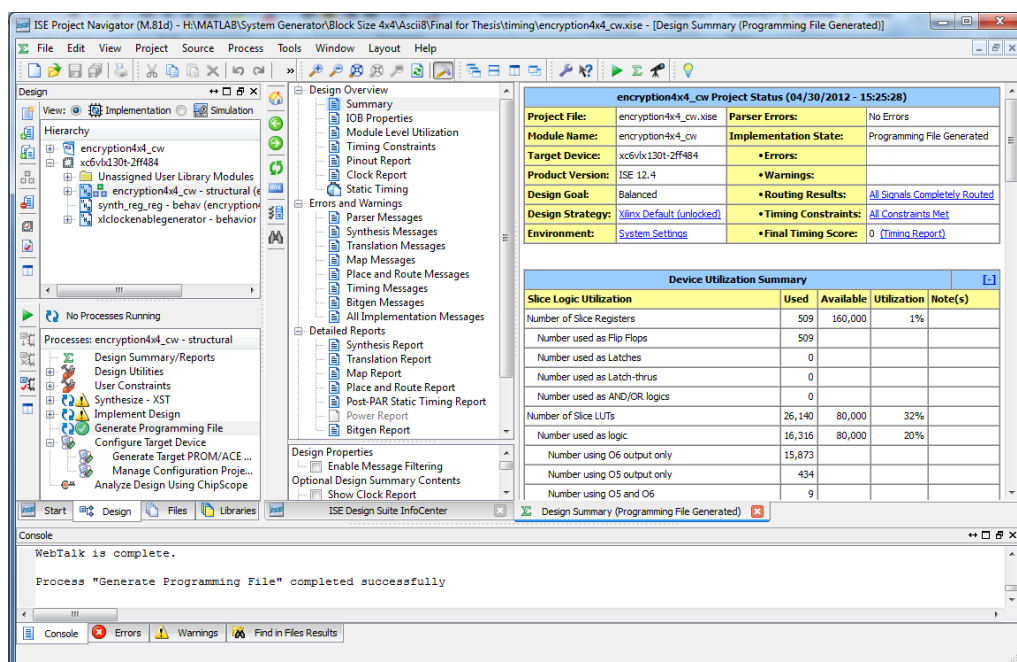 ISE Project Navigator (M.81d) - H:\MATLAB\System Generator\Block Size 4x4\Ascii8\Final for Thesis\timing\encryption4x4_cw.xise - [Design Summary (Programming File Generated)]
File Edit View Project Source Process Tools Window Layout Help
Design
View: Implementation Simulation
Hierarchy
encryption4x4_cw
xc6vlx130t-2ff484
Unassigned User Library Modules
encryption4x4_cw - structural (e
synth_reg_reg - behav (encryption4
xlclockenablegenerator - behavior
No Processes Running
Processes: encryption4x4_cw - structural
Design Summary/Reports
Design Utilities
User Constraints
Synthesize - XST
Implement Design
Generate Programming File
Configure Target Device
Generate Target PROM/ACE ...
Manage Configuration Proje...
Analyze Design Using ChipScope
Start Design Files Libraries
Design Overview
Summary
IOB Properties
Module Level Utilization
Timing Constraints
Pinout Report
Clock Report
Static Timing
Errors and Warnings
Parser Messages
Synthesis Messages
Translation Messages
Map Messages
Place and Route Messages
Timing Messages
Bitgen Messages
All Implementation Messages
Detailed Reports
Synthesis Report
Translation Report
Map Report
Place and Route Report
Post-PAR Static Timing Report
Power Report
Bitgen Report
Design Properties
Enable Message Filtering
Optional Design Summary Contents
Show Clock Report
ISE Design Suite InfoCenter
Design Summary (Programming File Generated)
encryption4x4_cw Project Status (04/30/2012 - 15:25:28)
Project File: encryption4x4_cw.xise Parser Errors: No Errors
Module Name: encryption4x4_cw Implementation State: Programming File Generated
Target Device: xc6vlx130t-2ff484 •Errors:
Product Version: ISE 12.4 •Warnings:
Design Goal: Balanced •Routing Results: All Signals Completely Routed
Design Strategy: Xilinx Default (unlocked) •Timing Constraints: All Constraints Met
Environment: System Settings •Final Timing Score: 0 (Timing Report)
Device Utilization Summary [-]
Slice Logic Utilization Used Available Utilization Note(s)
Number of Slice Registers 509 160,000 1%
Number used as Flip Flops 509
Number used as Latches 0
Number used as Latch-thrus 0
Number used as AND/OR logics 0
Number of Slice LUTs 26,140 80,000 32%
Number used as logic 16,316 80,000 20%
Number using O6 output only 15,873
Number using O5 output only 434
Number using O5 and O6 9
Console
WebTalk is complete.
Process "Generate Programming File" completed successfully
Console Errors Warnings Find in Files Results